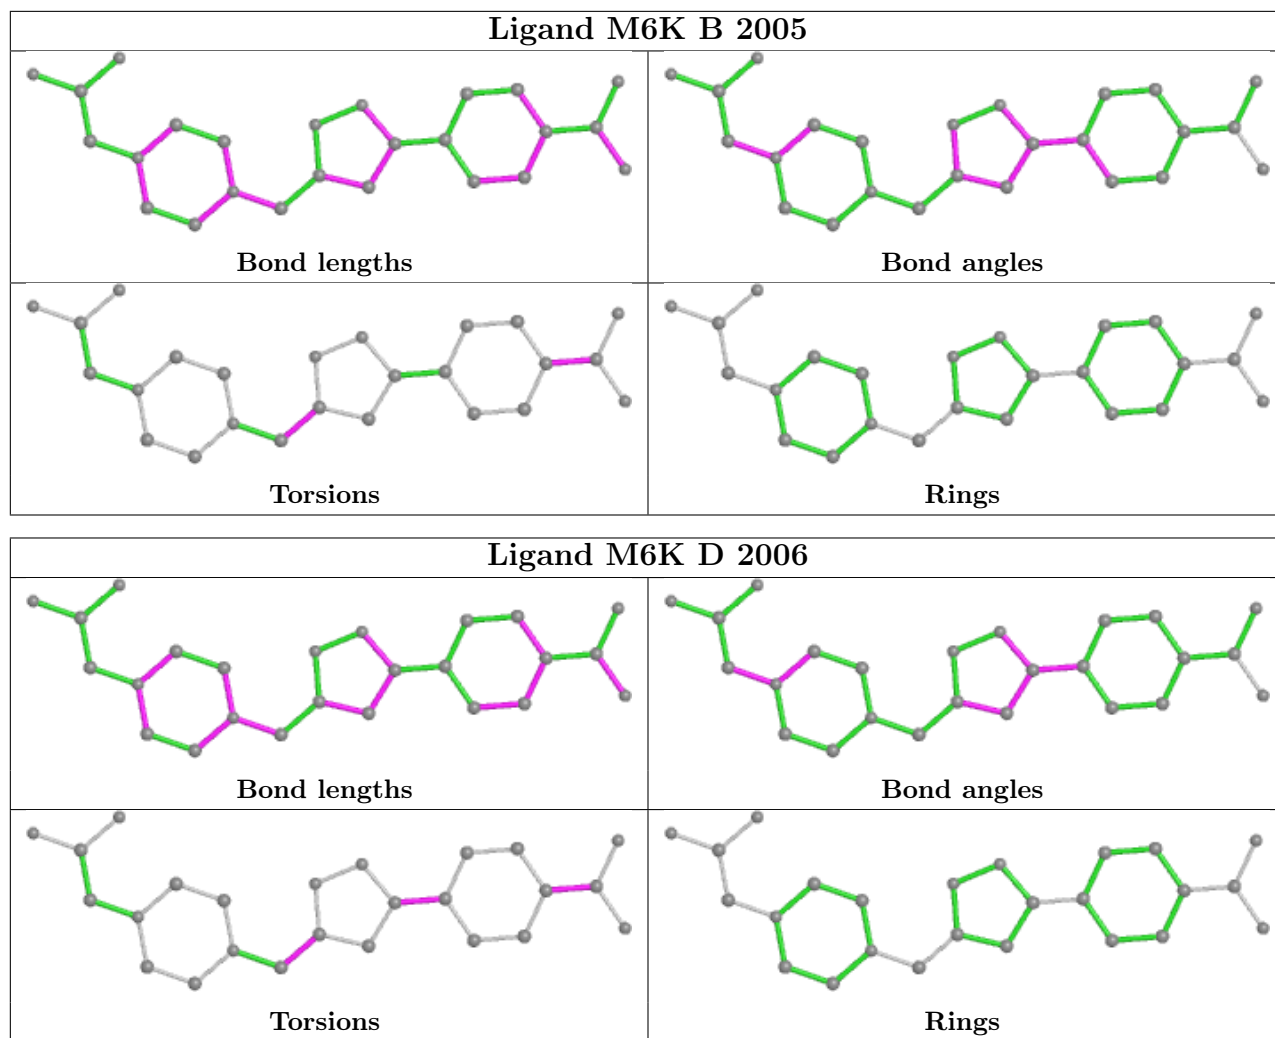 Ligand M6K B 2005
Bond lengths
Bond angles
Torsions
Rings
Ligand M6K D 2006
Bond lengths
Bond angles
Torsions
Rings